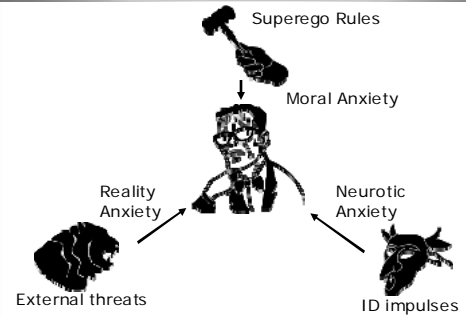 Superego Rules
Moral Anxiety
Reality
Anxiety
Neurotic
Anxiety
External threats
ID impulses